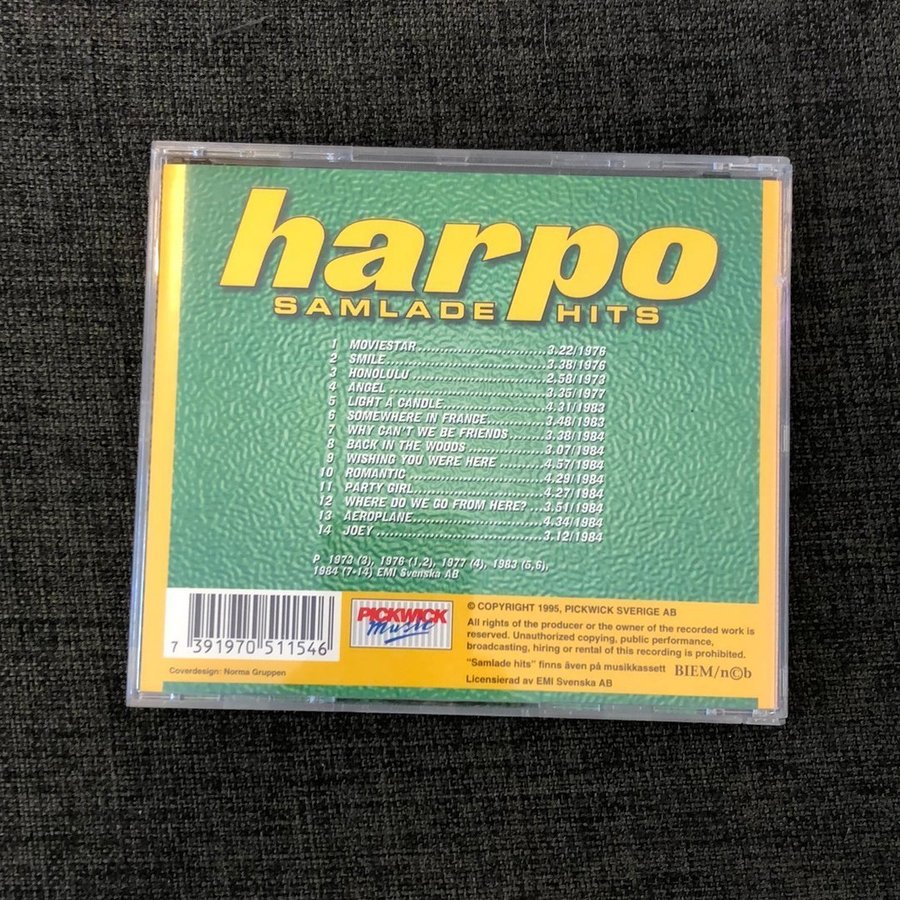 harpo
SAMLADE HITS
1 MOVIESTAR..............................3.22/1976
2 SMILE......................................3.38/1976
3 HONOLULU................................2.58/1973
4 ANGEL......................................3.35/1977
5 LIGHT A CANDLE.........................4.31/1983
6 SOMEWHERE IN FRANCE...............3.48/1983
7 WHY CAN'T WE BE FRIENDS..........3.38/1984
8 BACK IN THE WOODS...................3.07/1984
9 WISHING YOU WERE HERE ...........4.57/1984
10 ROMANTIC ................................4.29/1984
11 PARTY GIRL...............................4.27/1984
12 WHERE DO WE GO FROM HERE? ...3.51/1984
13 AEROPLANE...............................4.34/1984
14 JOEY .......................................3.12/1984
P 1973 (3), 1976 (1,2), 1977 (4), 1983 (5,6),
1984 (7-14) EMI Svenska AB
7 391970 511546
PICKWICK
Music
Coverdesign: Norma Gruppen
© COPYRIGHT 1995, PICKWICK SVERIGE AB
All rights of the producer or the owner of the recorded work is
reserved. Unauthorized copying, public performance,
broadcasting, hiring or rental of this recording is prohibited.
"Samlade hits" finns även på musikkassett BIEM/n©b
Licensierad av EMI Svenska AB